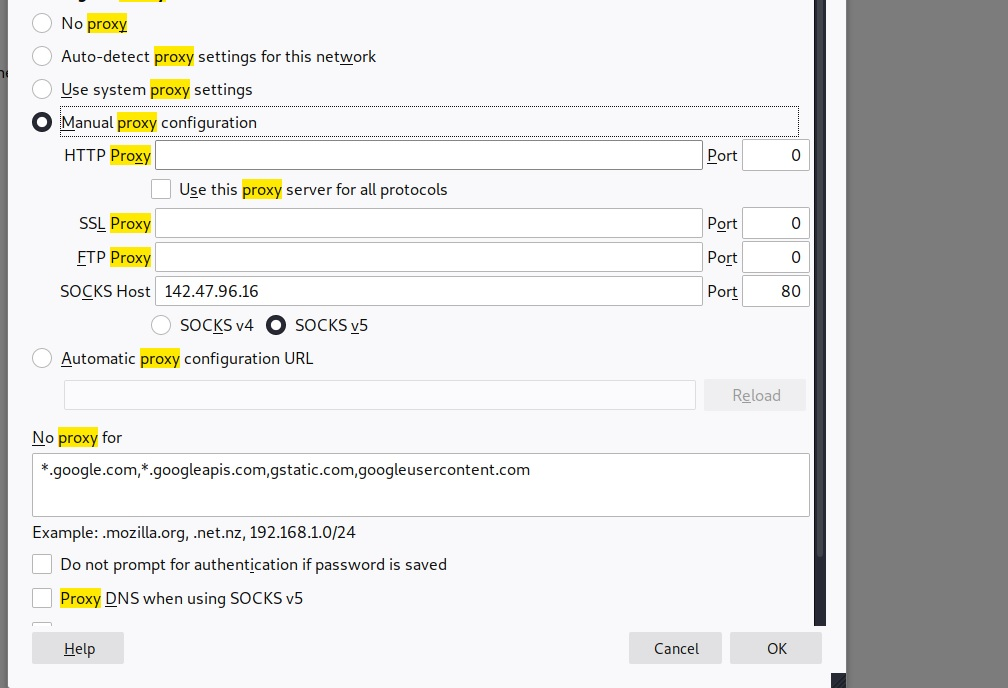 No proxy
Auto-detect proxy settings for this network
Use system proxy settings
Manual proxy configuration
HTTP Proxy Port 0
Use this proxy server for all protocols
SSL Proxy Port 0
FTP Proxy Port 0
SOCKS Host 142.47.96.16 Port 80
SOCKS v4 SOCKS v5
Automatic proxy configuration URL
Reload
No proxy for
*.google.com,*.googleapis.com,gstatic.com,googleusercontent.com
Example: .mozilla.org, .net.nz, 192.168.1.0/24
Do not prompt for authentication if password is saved
Proxy DNS when using SOCKS v5
Help Cancel OK